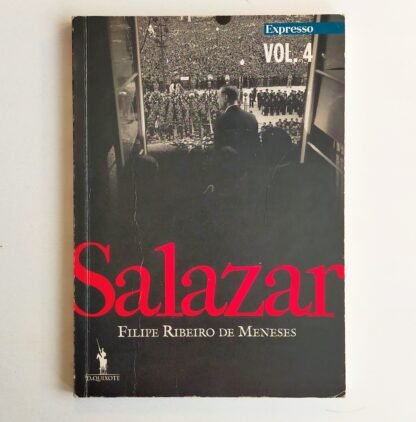 Expresso
VOL. 4
Salazar
FILIPE RIBEIRO DE MENESES
D.QUIXOTE